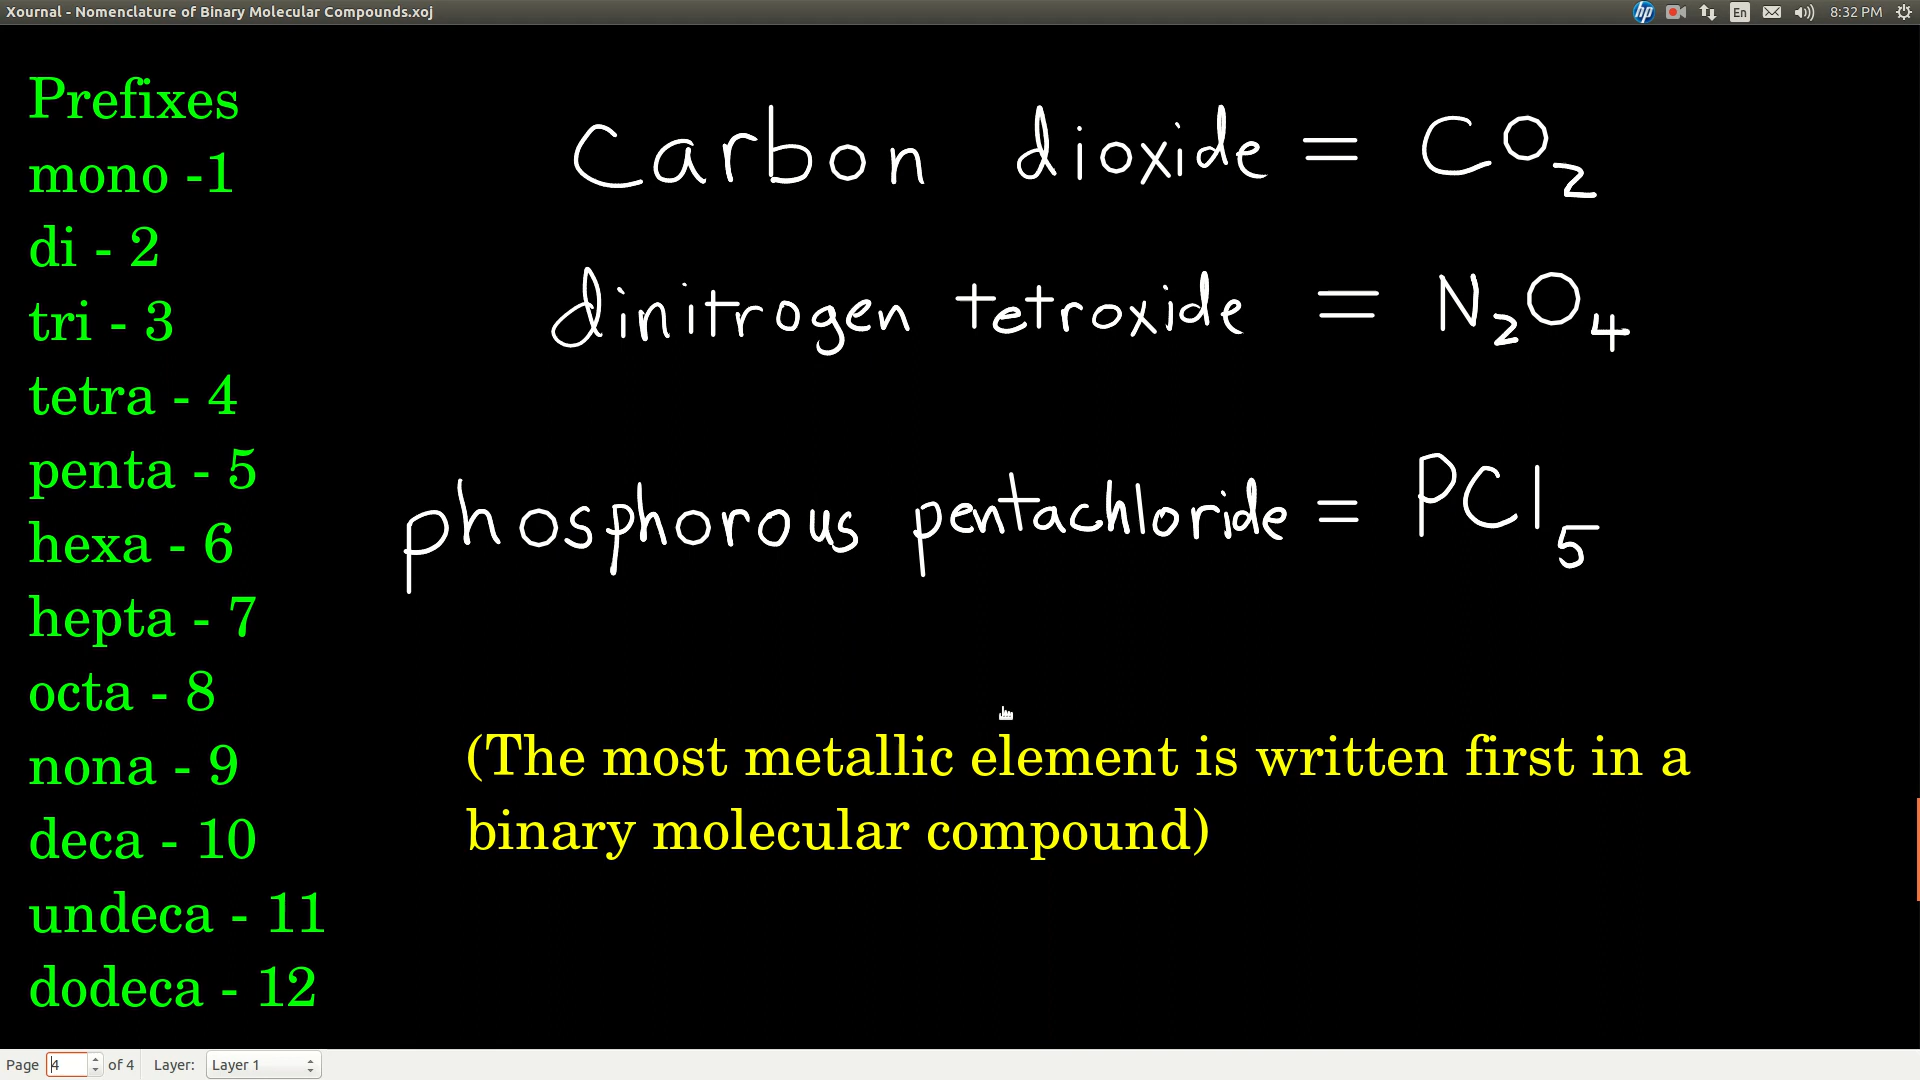 Xournal - Nomenclature of Binary Molecular Compounds.xoj
hp En 8:32 PM
Prefixes
mono -1
di - 2
tri - 3
tetra - 4
penta - 5
hexa - 6
hepta - 7
octa - 8
nona - 9
deca - 10
undeca - 11
dodeca - 12
Carbon dioxide = CO₂
dinitrogen tetroxide = N₂O₄
phosphorous pentachloride = PCl₅
(The most metallic element is written first in a
binary molecular compound)
Page 4 of 4 Layer: Layer 1